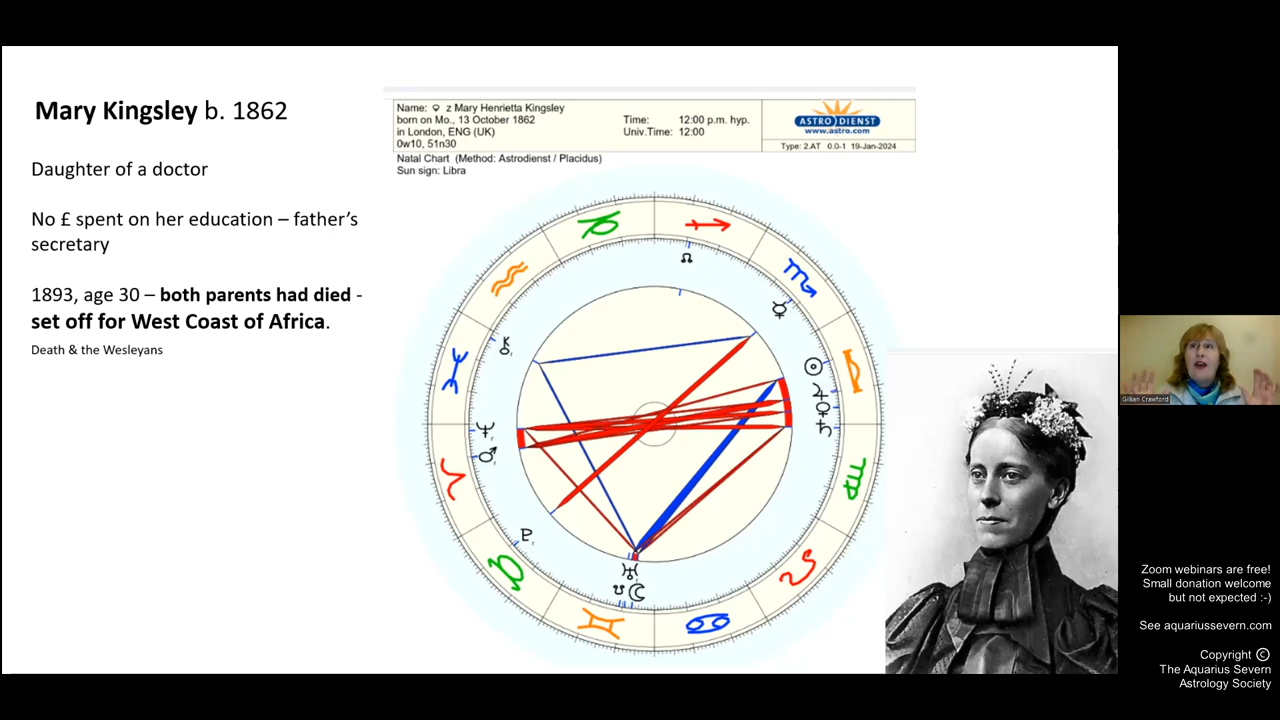 Mary Kingsley b. 1862
Daughter of a doctor
No £ spent on her education – father's
secretary
1893, age 30 – both parents had died -
set off for West Coast of Africa.
Death & the Wesleyans
Name: ♀ z Mary Henrietta Kingsley
born on Mo., 13 October 1862
in London, ENG (UK)
0w10, 51n30
Time: 12:00 p.m. hyp.
Univ.Time: 12:00
ASTRO DIENST
www.astro.com
Type: 2.AT 0.0-1 19-Jan-2024
Natal Chart (Method: Astrodienst / Placidus)
Sun sign: Libra
Gillian Crawford
Zoom webinars are free!
Small donation welcome
but not expected :-)
See aquariussevern.com
Copyright ©
The Aquarius Severn
Astrology Society